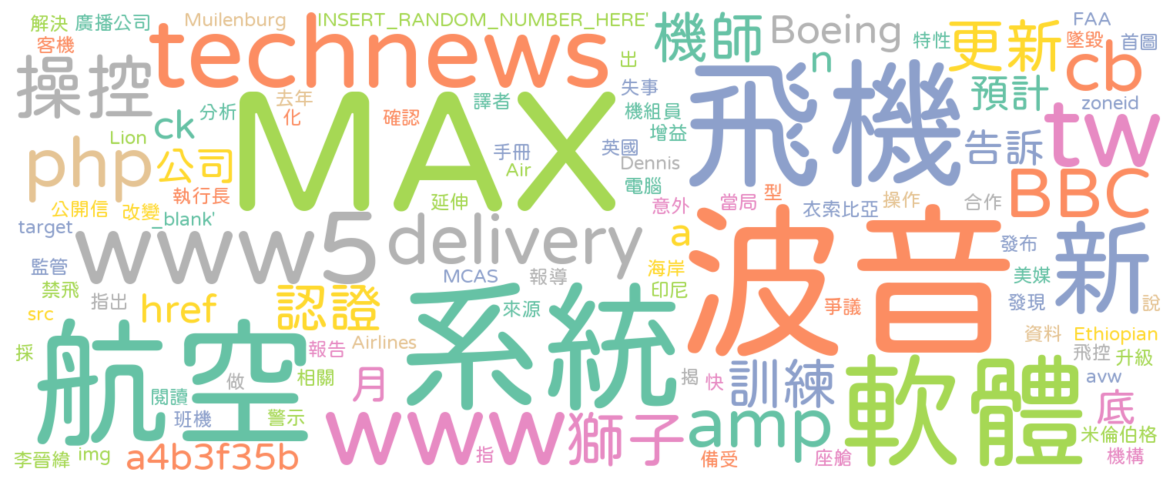 解決 廣播公司 Muilenburg INSERT_RANDOM_NUMBER_HERE' 機師 Boeing 特性 更新 FAA 墜毀 首圖
客機 technews 出 n cb
操控 分析 去年 化 確認 譯者 失事 機組員 增益 飛機 預計 zoneid
ck Lion MAX 手冊 Air 英國 Dennis 告訴 tw
php 公司 執行長 電腦 型 BBC
公開信 改變 _blank' 延伸 意外 當局 衣索比亞 操作 合作
target www5 delivery a 波音 發布 新
監管 禁飛 指出 MCAS 報導 海岸 印尼 美媒
src href 認證 系統 來源 爭議 發現 說
航空 資料 Ethiopian
採 報告 Airlines 飛控 升級
閱讀 做 相關 月 www 揭 快 訓練 軟體 avw
班機 警示 獅子 amp 底
李晉緯 img a4b3f35b 指 備受 座艙 米倫伯格
機構